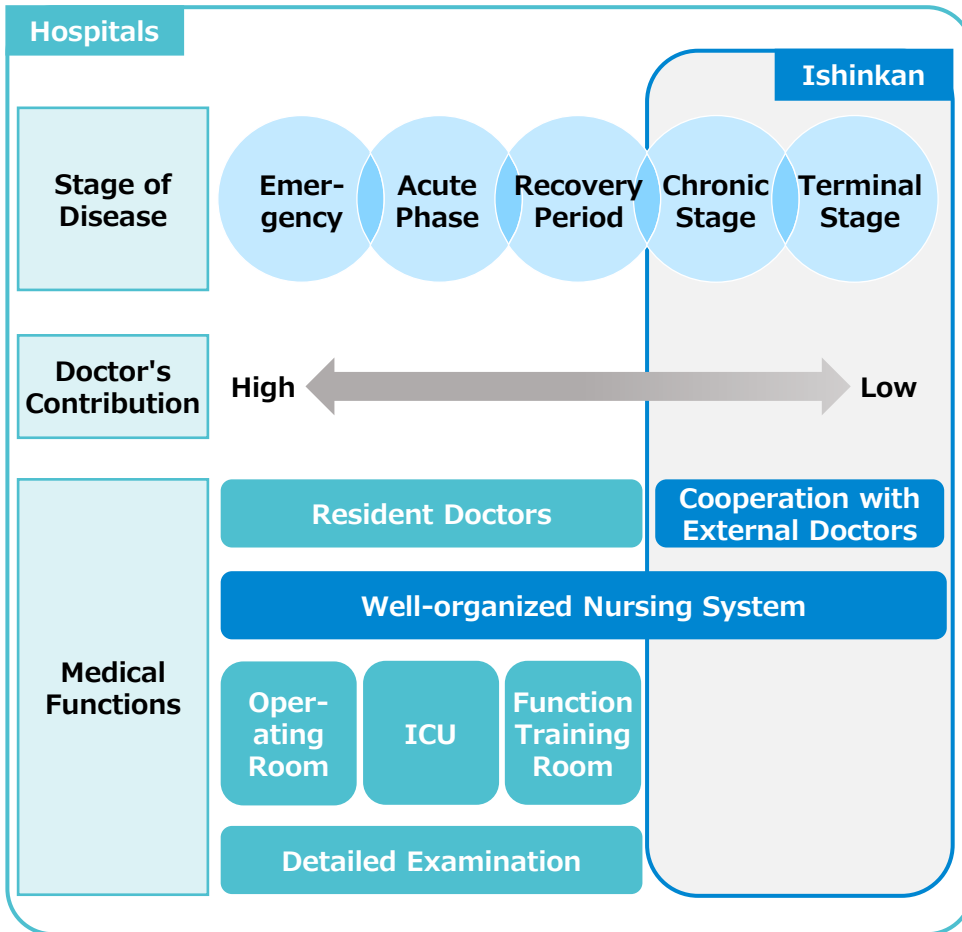 Hospitals
Ishinkan
Stage of
Disease
Emer-
gency
Acute
Phase
Recovery
Period
Chronic
Stage
Terminal
Stage
Doctor's
Contribution
High
Low
Medical
Functions
Resident Doctors
Cooperation with
External Doctors
Well-organized Nursing System
Oper-
ating
Room
ICU
Function
Training
Room
Detailed Examination